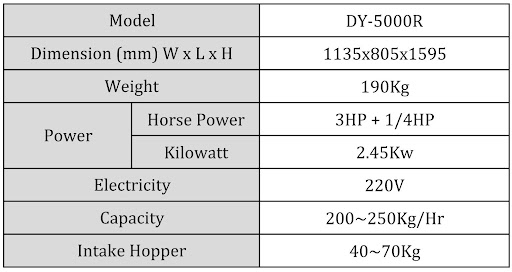 Model DY-5000R
Dimension (mm) W x L x H 1135x805x1595
Weight 190Kg
Power
Horse Power 3HP + 1/4HP
Kilowatt 2.45Kw
Electricity 220V
Capacity 200~250Kg/Hr
Intake Hopper 40~70Kg